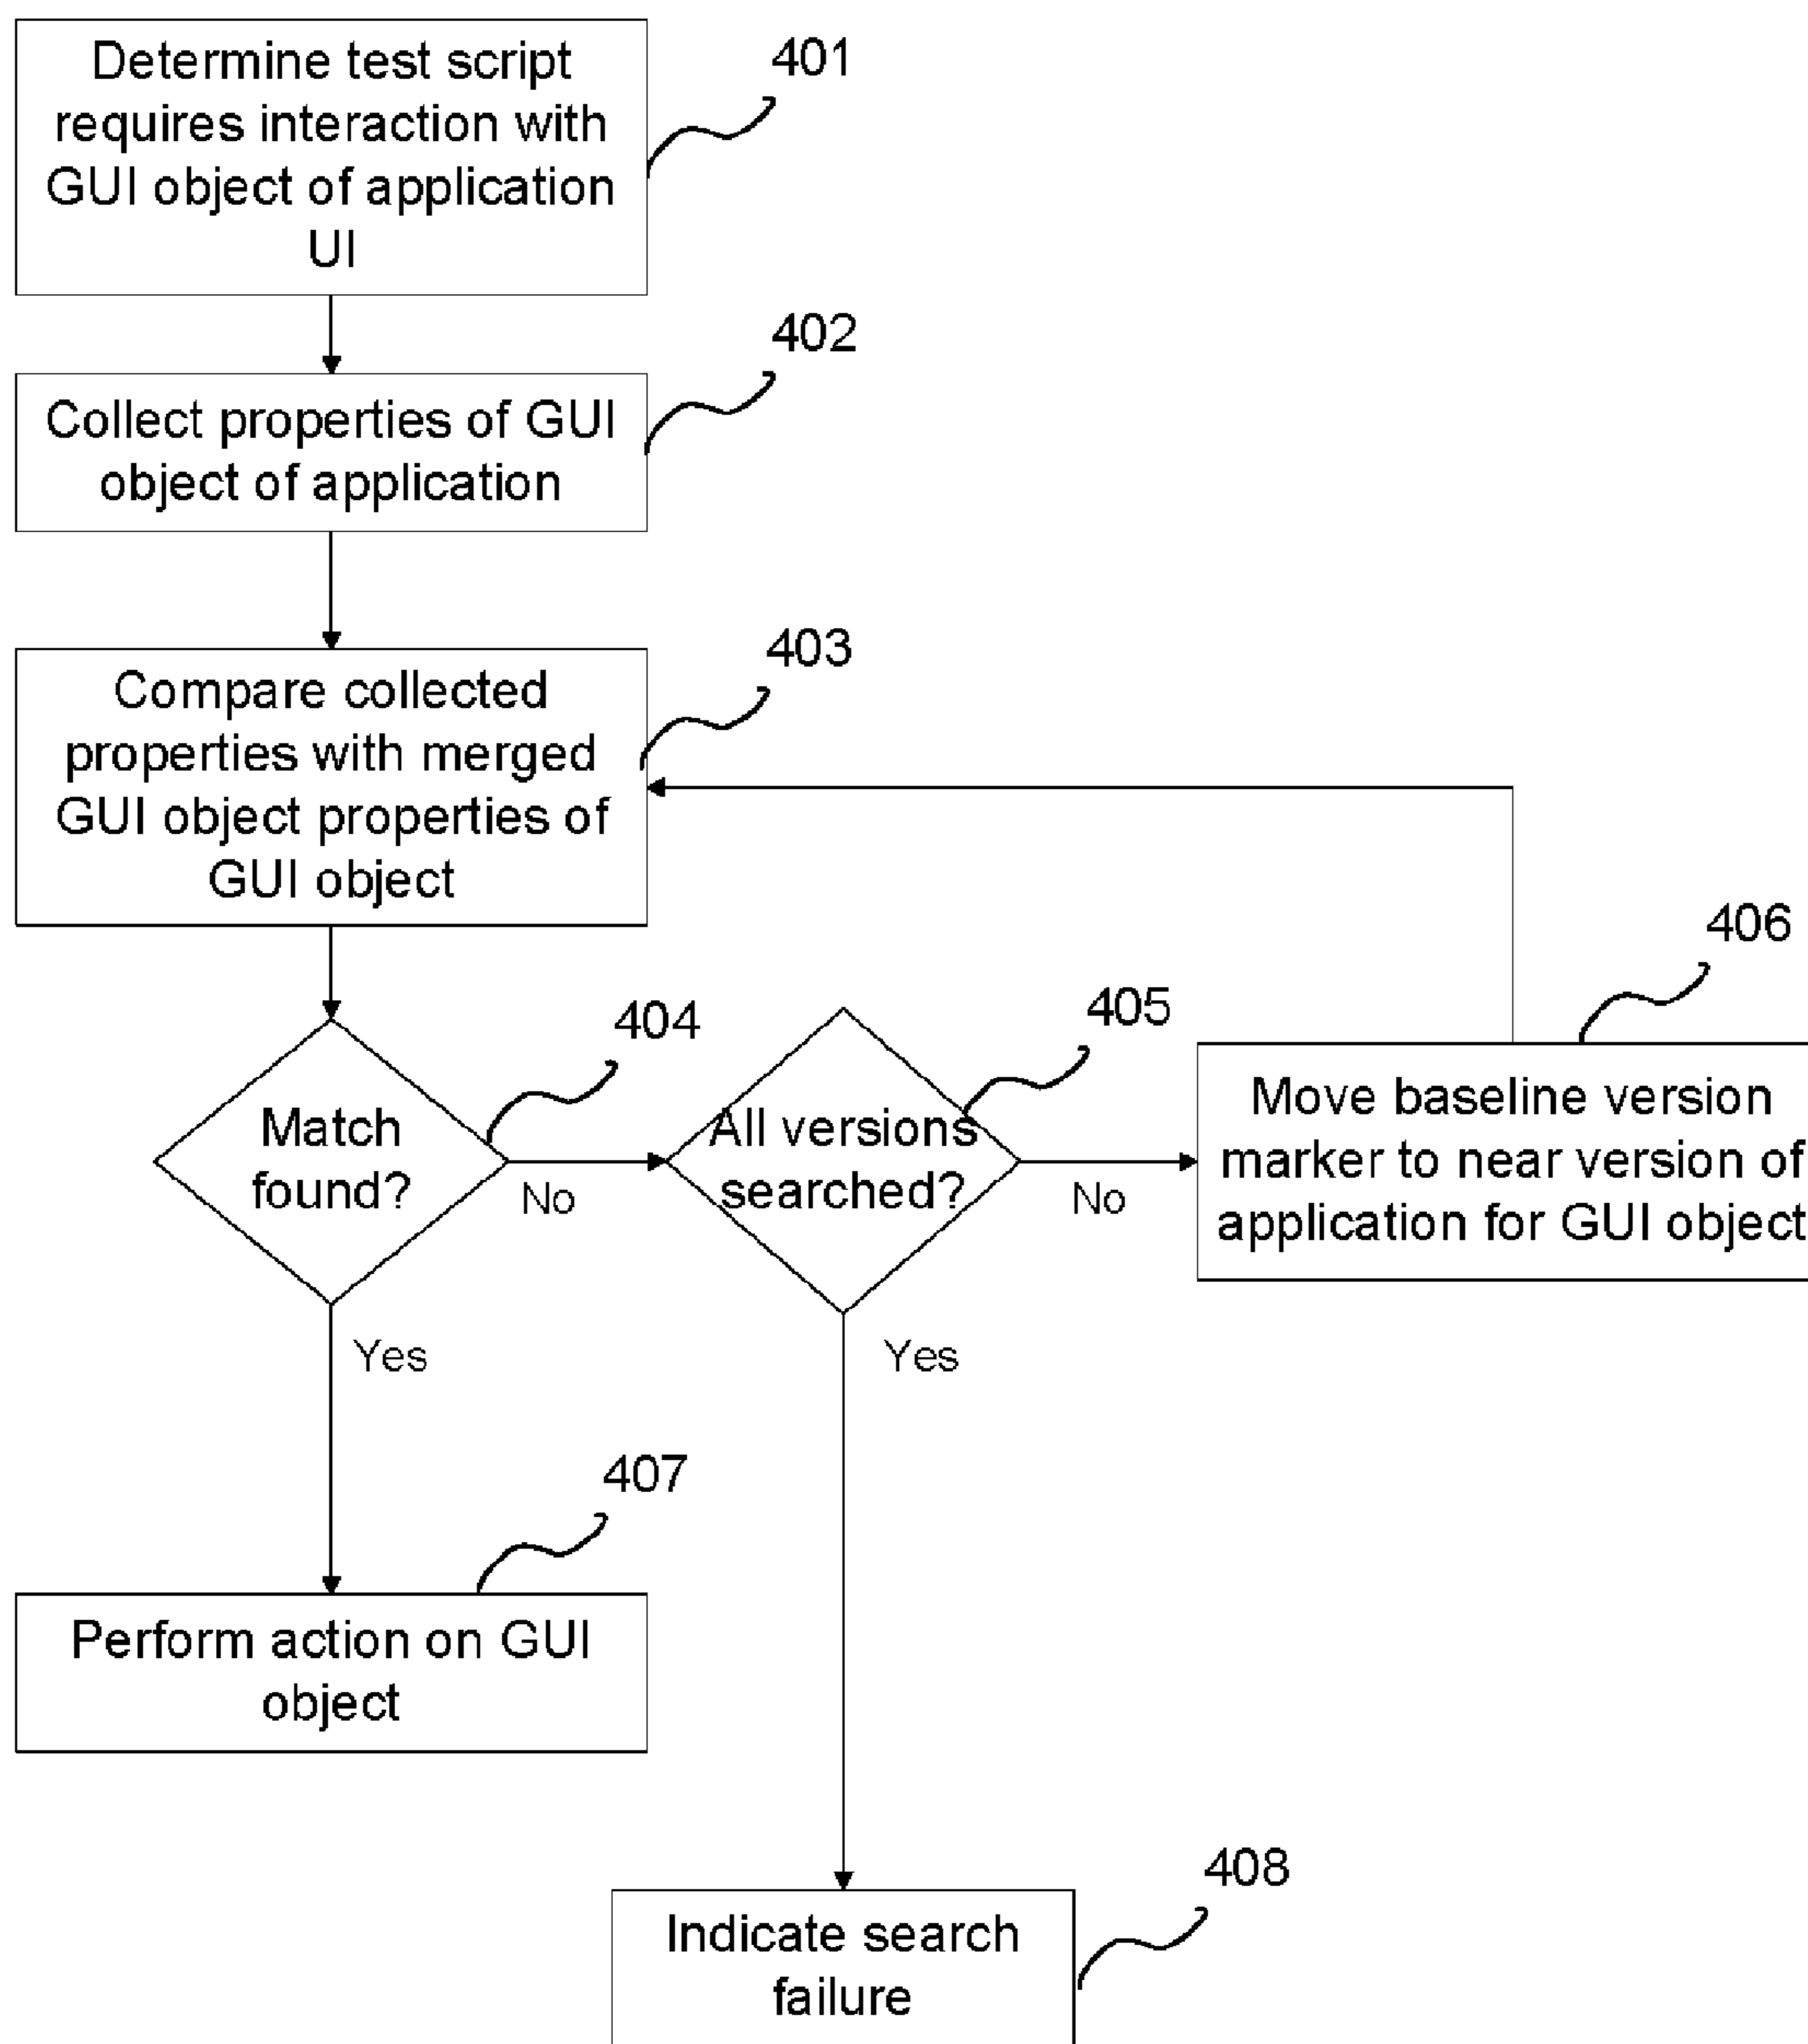 Determine test script
requires interaction with
GUI object of application
UI
401
Collect properties of GUI
object of application
402
Compare collected
properties with merged
GUI object properties of
GUI object
403
Match
found?
404
No
Yes
All versions
searched?
405
No
Yes
Move baseline version
marker to near version of
application for GUI object
406
Perform action on GUI
object
407
Indicate search
failure
408